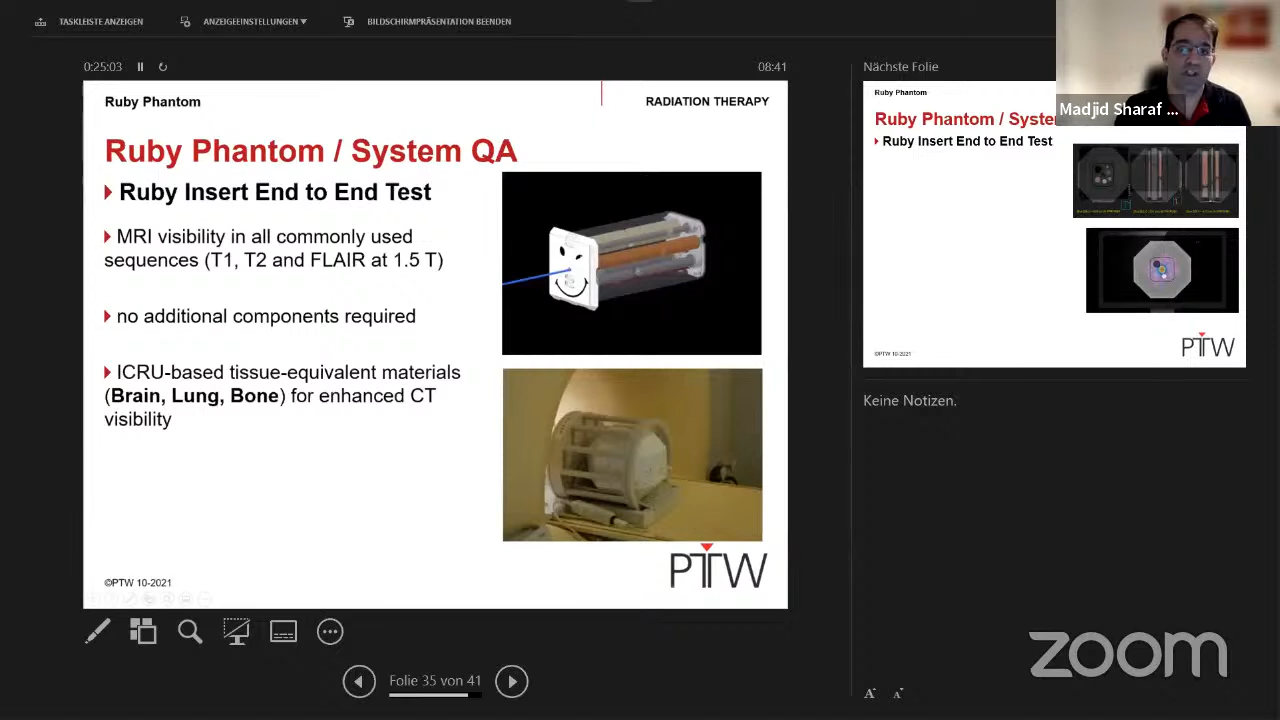 TASKLEISTE ANZEIGEN
ANZEIGEEINSTELLUNGEN ▾
BILDSCHIRMPRÄSENTATION BEENDEN
0:25:03
08:41
Ruby Phantom
RADIATION THERAPY
Ruby Phantom / System QA
Ruby Insert End to End Test
MRI visibility in all commonly used
sequences (T1, T2 and FLAIR at 1.5 T)
no additional components required
ICRU-based tissue-equivalent materials
(Brain, Lung, Bone) for enhanced CT
visibility
©PTW 10-2021
PTW
Folie 35 von 41
Nächste Folie
Madjid Sharaf ...
Ruby Phantom
Ruby Phantom / Syste
Ruby Insert End to End Test
©PTW 10-2021
PTW
Keine Notizen.
zoom
A A